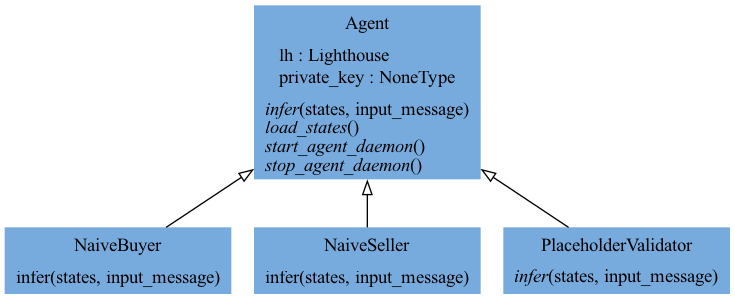 Agent
lh : Lighthouse
private_key : NoneType
infer(states, input_message)
load_states()
start_agent_daemon()
stop_agent_daemon()
NaiveBuyer
infer(states, input_message)
NaiveSeller
infer(states, input_message)
PlaceholderValidator
infer(states, input_message)